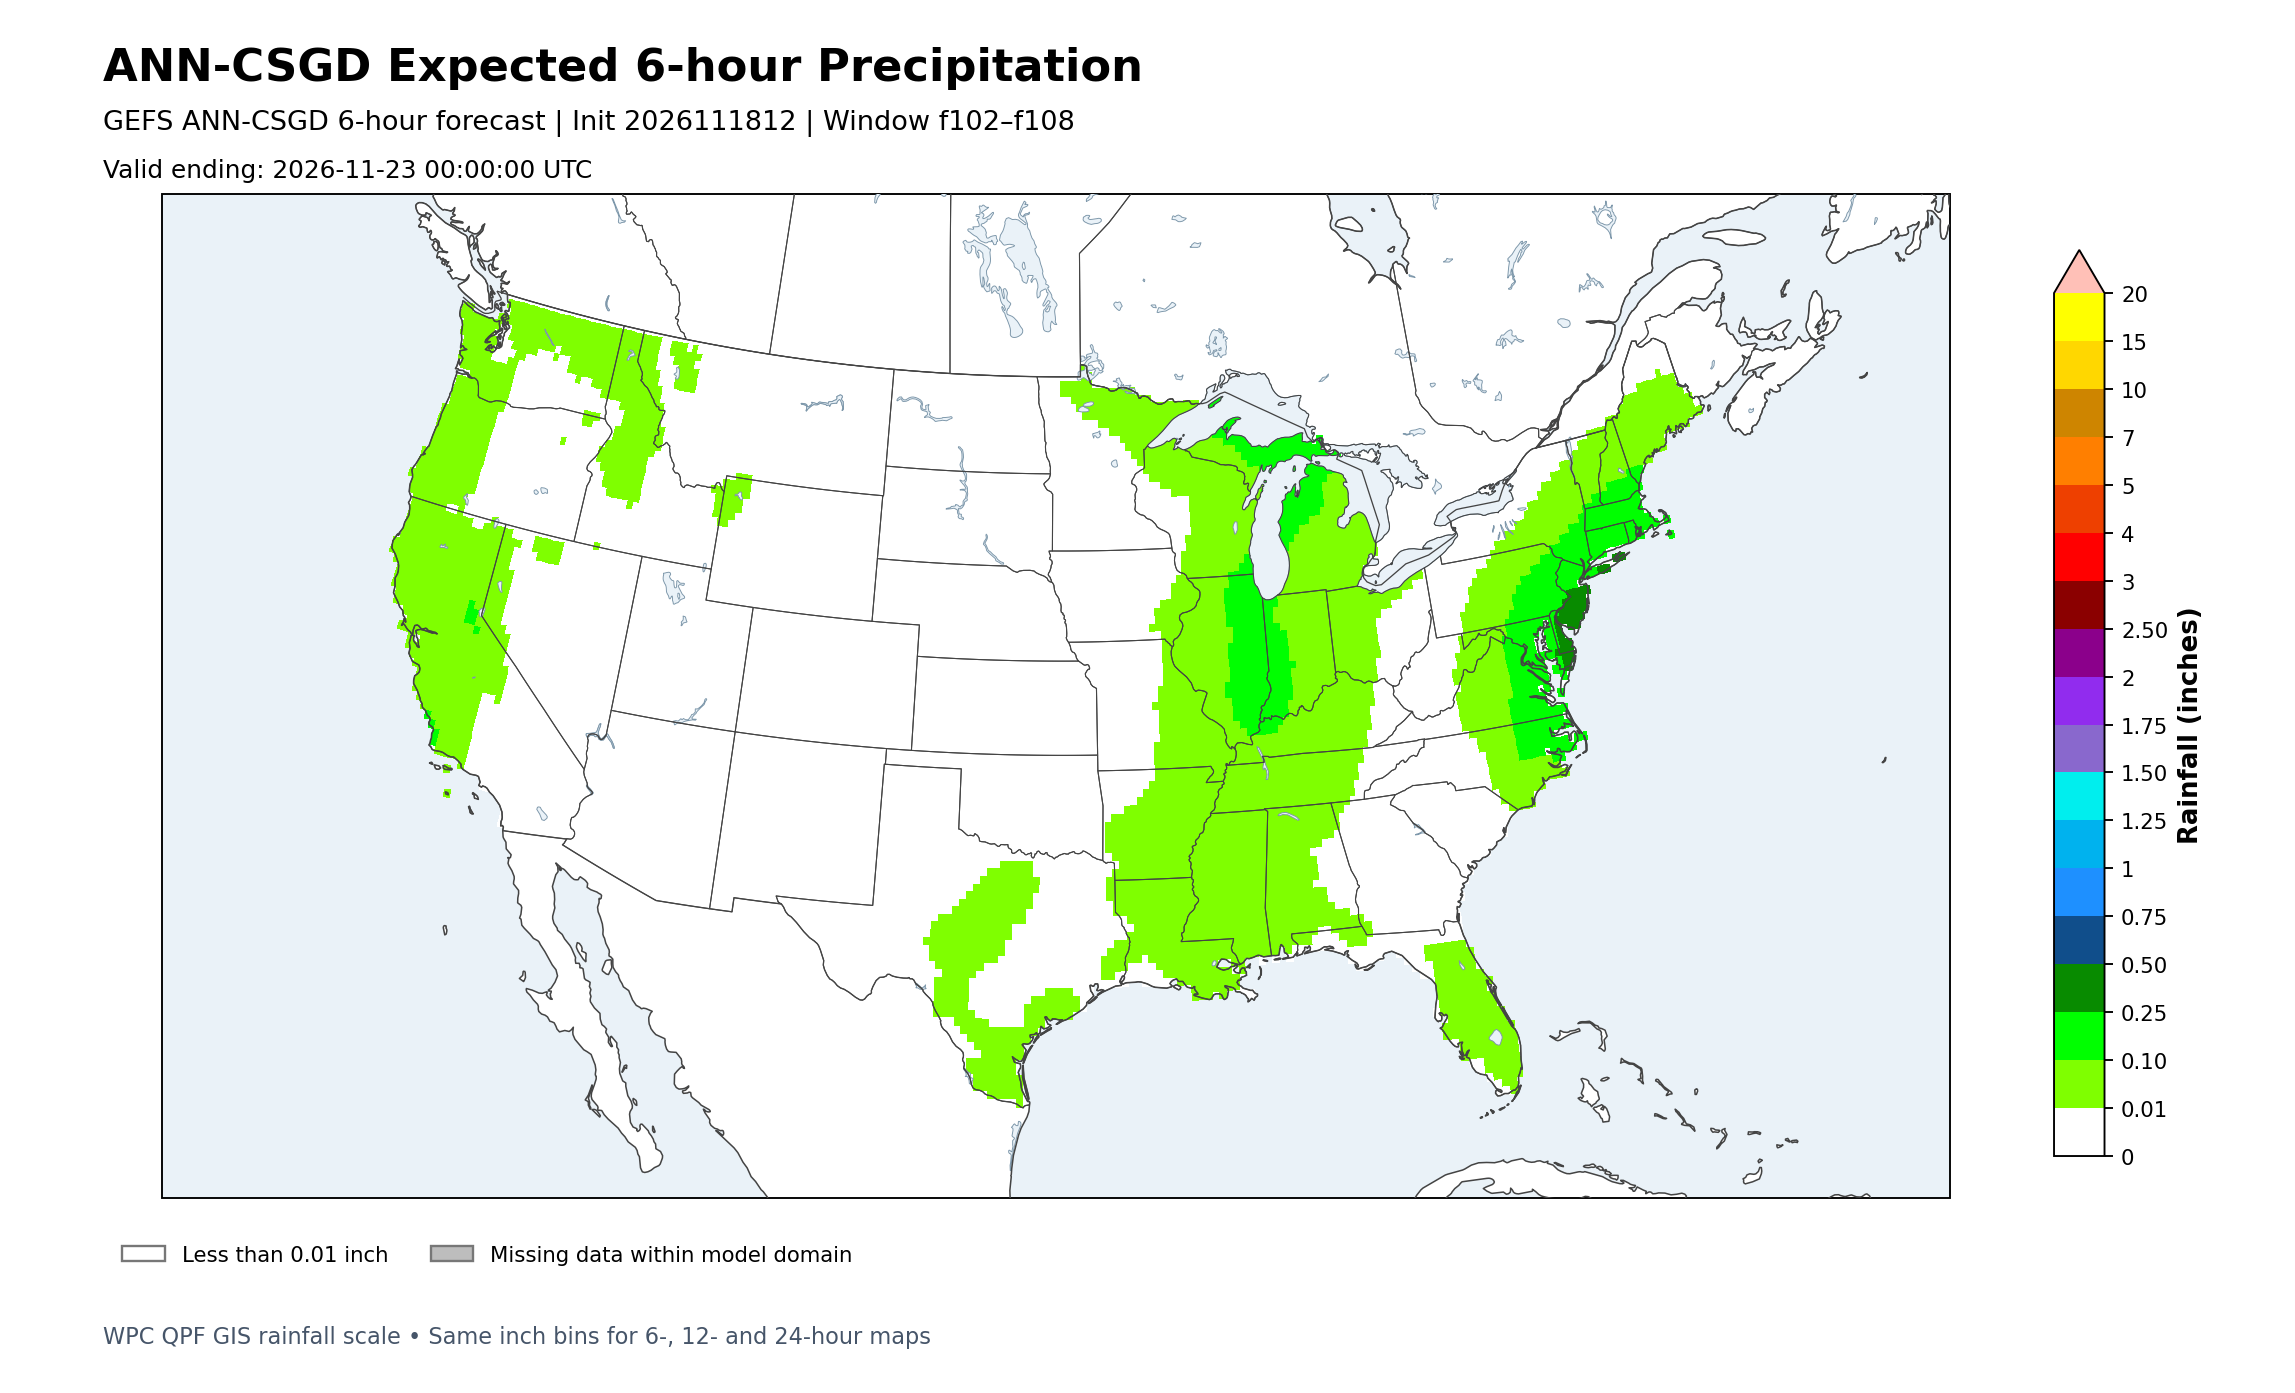 ANN-CSGD Expected 6-hour Precipitation
GEFS ANN-CSGD 6-hour forecast | Init 2026111812 | Window f102–f108
Valid ending: 2026-11-23 00:00:00 UTC
20
15
10
7
5
4
3
2.50
2
1.75
1.50
1.25
1
0.75
0.50
0.25
0.10
0.01
0
Rainfall (inches)
Less than 0.01 inch
Missing data within model domain
WPC QPF GIS rainfall scale • Same inch bins for 6-, 12- and 24-hour maps